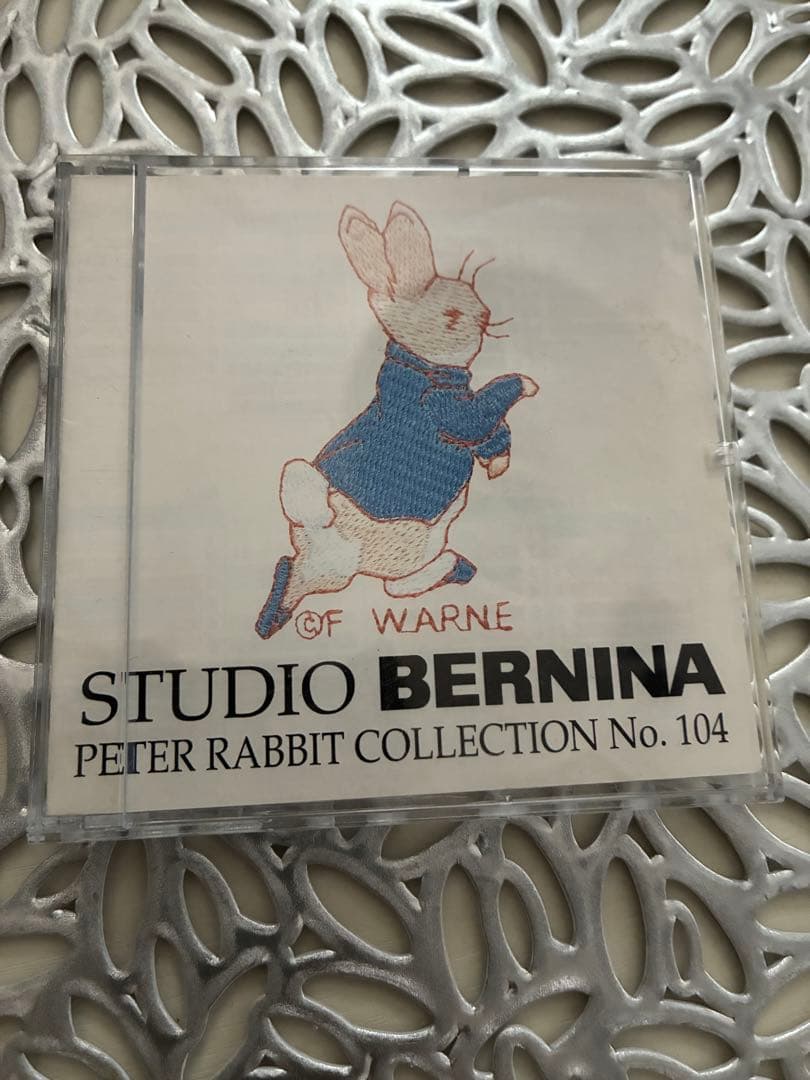 ©F WARNE
STUDIO BERNINA
PETER RABBIT COLLECTION No. 104